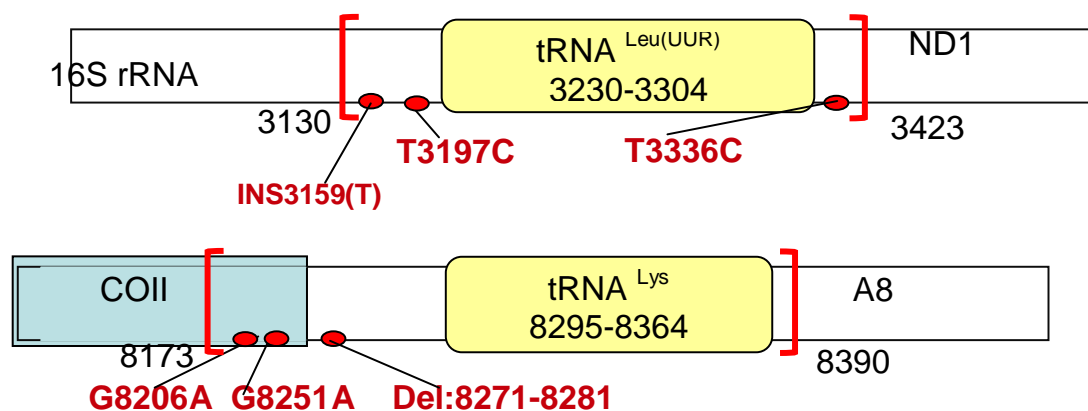 16S rRNA
tRNA Leu(UUR)
3230-3304
ND1
3130
3423
INS3159(T)
T3197C
T3336C
COII
tRNA Lys
8295-8364
A8
8173
8390
G8206A
G8251A
Del:8271-8281